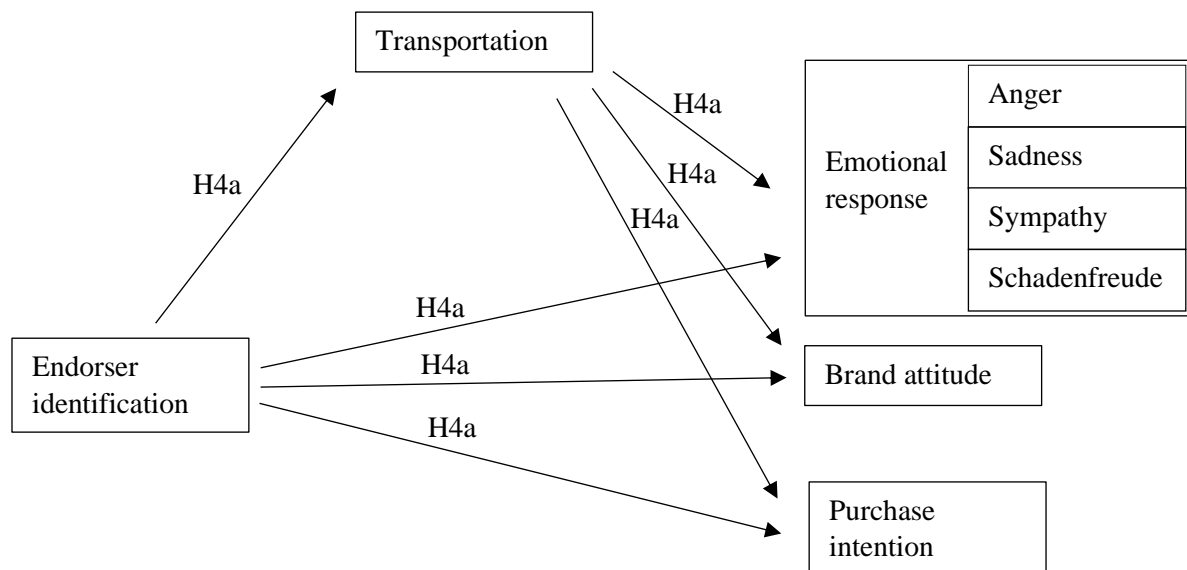 Transportation
H4a
Anger
H4a
Sadness
Emotional
response
H4a
H4a
Sympathy
Schadenfreude
H4a
Endorser
identification
H4a
Brand attitude
H4a
Purchase
intention